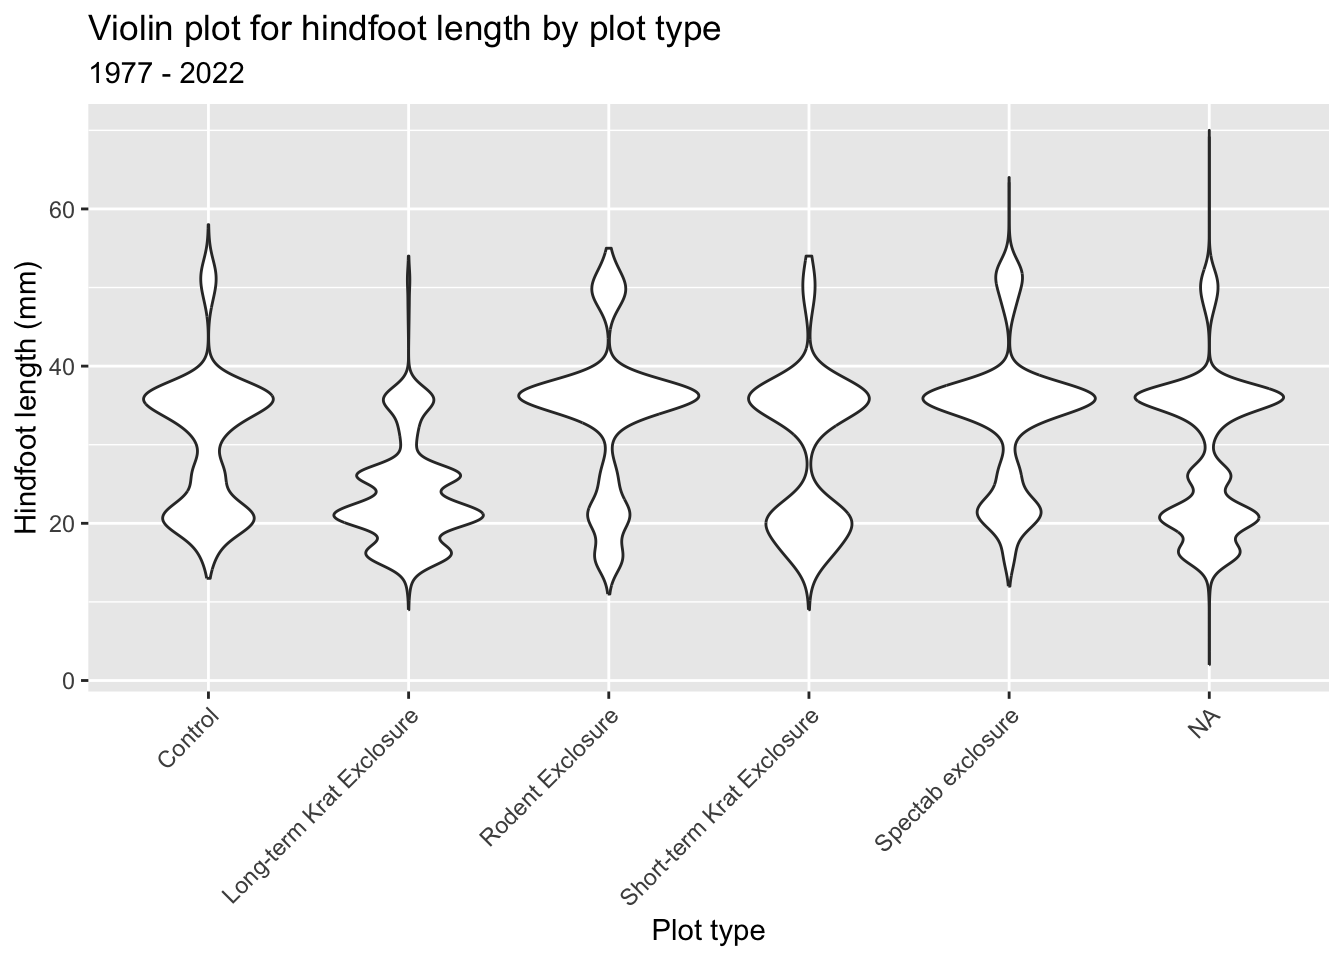 Violin plot for hindfoot length by plot type
1977 - 2022
Hindfoot length (mm)
60
40
20
0
Control
Long-term Krat Exclosure
Rodent Exclosure
Short-term Krat Exclosure
Spectab exclosure
NA
Plot type